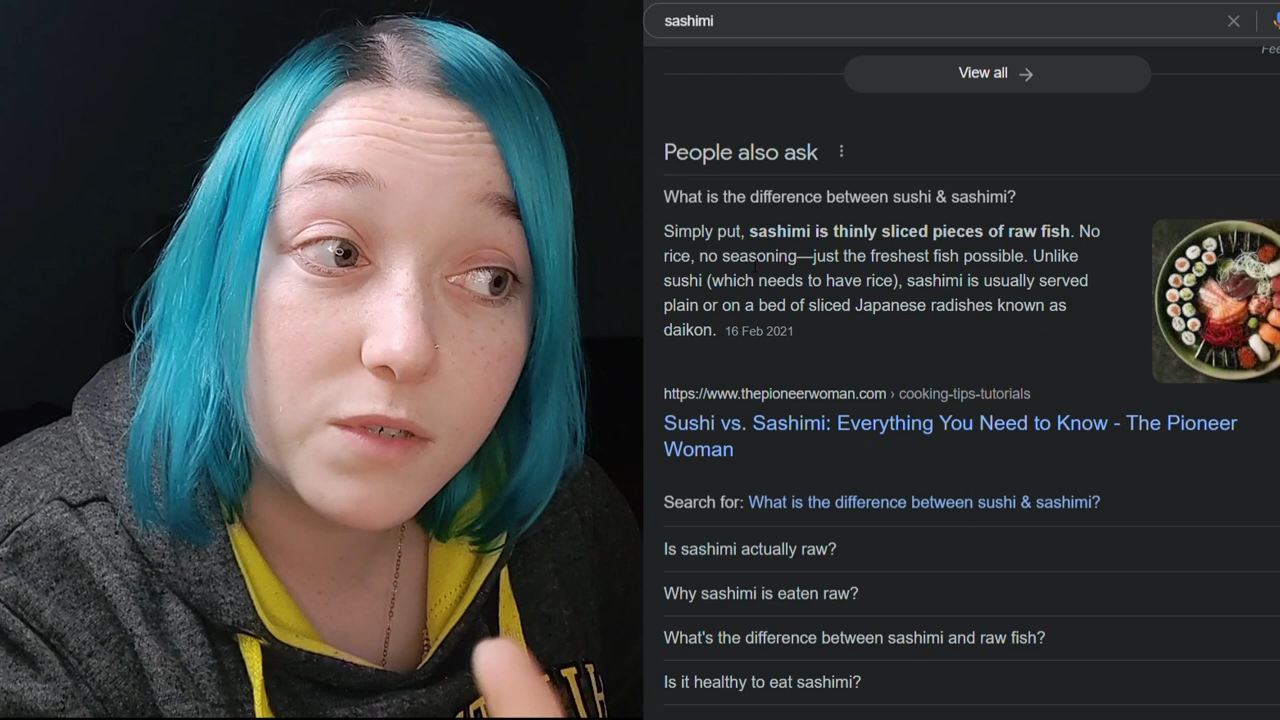 sashimi
View all
People also ask
What is the difference between sushi & sashimi?
Simply put, sashimi is thinly sliced pieces of raw fish. No
rice, no seasoning—just the freshest fish possible. Unlike
sushi (which needs to have rice), sashimi is usually served
plain or on a bed of sliced Japanese radishes known as
daikon. 16 Feb 2021
https://www.thepioneerwoman.com › cooking-tips-tutorials
Sushi vs. Sashimi: Everything You Need to Know - The Pioneer
Woman
Search for: What is the difference between sushi & sashimi?
Is sashimi actually raw?
Why sashimi is eaten raw?
What's the difference between sashimi and raw fish?
Is it healthy to eat sashimi?